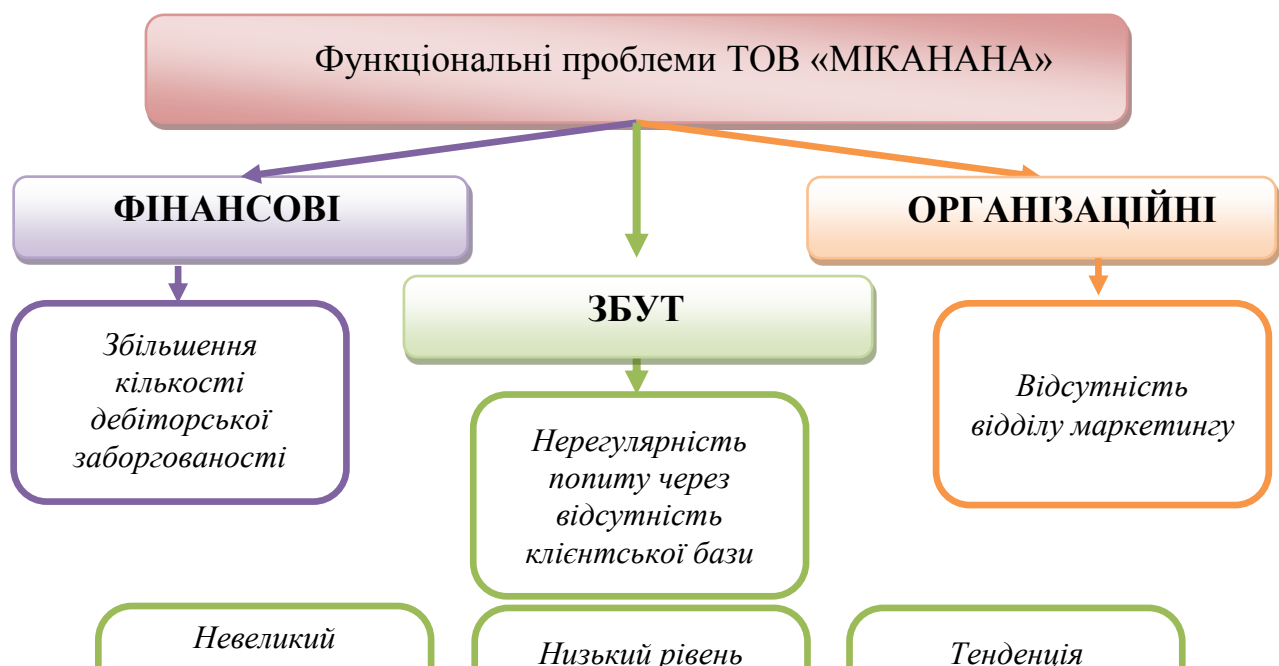 Функціональні проблеми ТОВ «МІКАНАНА»
ФІНАНСОВІ
ОРГАНІЗАЦІЙНІ
ЗБУТ
Збільшення
кількості
дебіторської
заборгованості
Відсутність
відділу маркетингу
Нерегулярність
попиту через
відсутність
клієнтської бази
Невеликий
Низький рівень
Тенденція